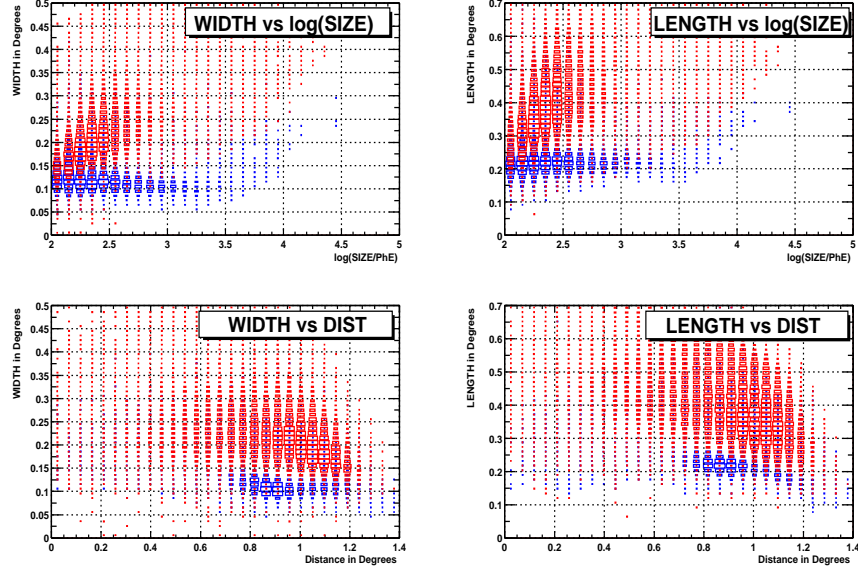 WIDTH vs log(SIZE)
WIDTH in Degrees
0.5
0.45
0.4
0.35
0.3
0.25
0.2
0.15
0.1
0.05
0
2 2.5 3 3.5 4 4.5 5
log(SIZE/PhE)
LENGTH vs log(SIZE)
LENGTH in Degrees
0.7
0.6
0.5
0.4
0.3
0.2
0.1
0
2 2.5 3 3.5 4 4.5 5
log(SIZE/PhE)
WIDTH vs DIST
WIDTH in Degrees
0.5
0.45
0.4
0.35
0.3
0.25
0.2
0.15
0.1
0.05
0
0 0.2 0.4 0.6 0.8 1 1.2 1.4
Distance in Degrees
LENGTH vs DIST
LENGTH in Degrees
0.7
0.6
0.5
0.4
0.3
0.2
0.1
0
0 0.2 0.4 0.6 0.8 1 1.2 1.4
Distance in Degrees